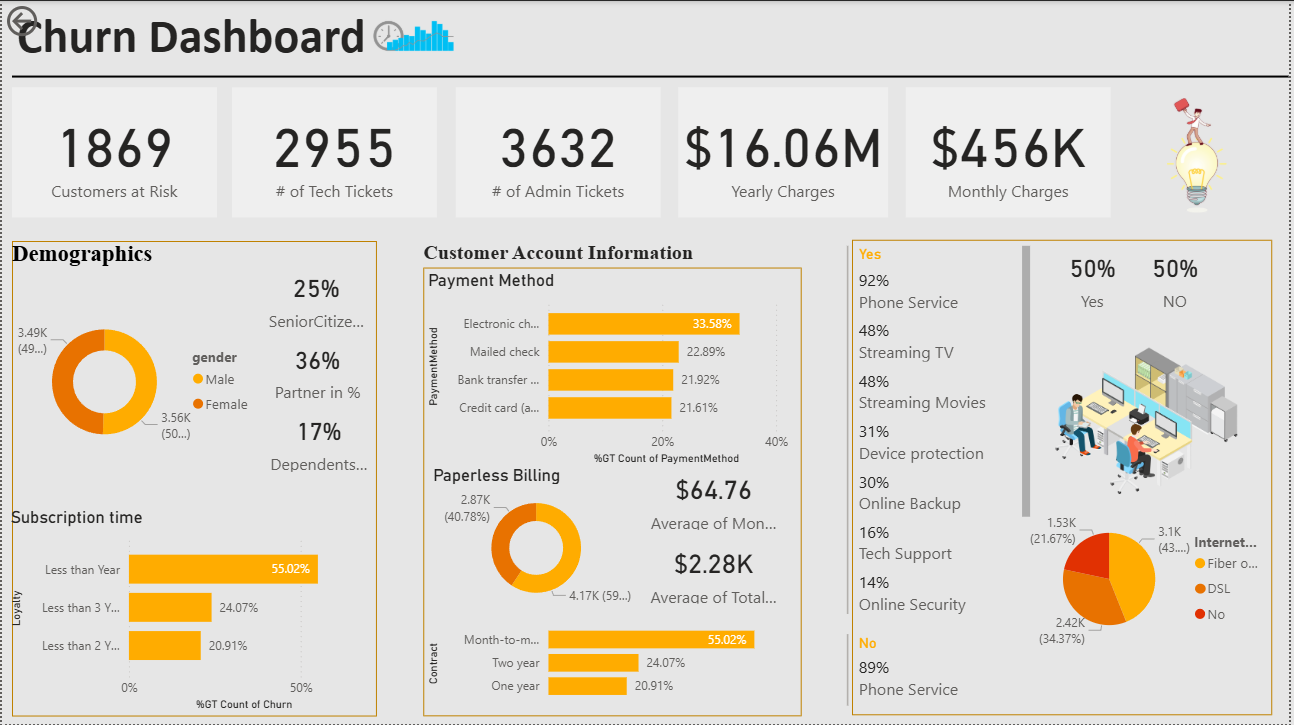 Churn Dashboard
1869
Customers at Risk
2955
# of Tech Tickets
3632
# of Admin Tickets
$16.06M
Yearly Charges
$456K
Monthly Charges
Demographics
3.49K
(49...)
3.56K
(50...)
gender
Male
Female
25%
SeniorCitize...
36%
Partner in %
17%
Dependents...
Subscription time
Loyalty
Less than Year
55.02%
Less than 3 Y...
24.07%
Less than 2 Y...
20.91%
0%
50%
%GT Count of Churn
Customer Account Information
Payment Method
PaymentMethod
Electronic ch...
33.58%
Mailed check
22.89%
Bank transfer ...
21.92%
Credit card (a...
21.61%
0%
20%
40%
%GT Count of PaymentMethod
Paperless Billing
2.87K
(40.78%)
4.17K (59...)
$64.76
Average of Mon...
$2.28K
Average of Total...
Contract
Month-to-m...
55.02%
Two year
24.07%
One year
20.91%
Yes
92%
Phone Service
48%
Streaming TV
48%
Streaming Movies
31%
Device protection
30%
Online Backup
16%
Tech Support
14%
Online Security
No
89%
Phone Service
50%
Yes
50%
NO
1.53K
(21.67%)
3.1K
(43....)
2.42K
(34.37%)
Internet...
Fiber o...
DSL
No